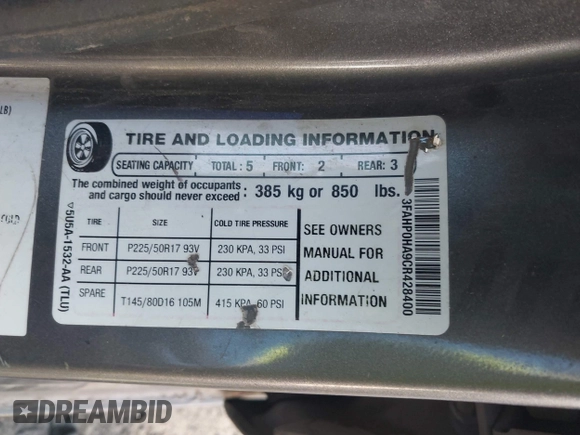 LB)
COLD
TIRE AND LOADING INFORMATION
SEATING CAPACITY TOTAL: 5 FRONT: 2 REAR: 3
The combined weight of occupants
and cargo should never exceed: 385 kg or 850 lbs.
TIRE SIZE COLD TIRE PRESSURE
FRONT P225/50R17 93V 230 KPA, 33 PSI
REAR P225/50R17 93V 230 KPA, 33 PSI
SPARE T145/80D16 105M 415 KPA, 60 PSI
SEE OWNERS
MANUAL FOR
ADDITIONAL
INFORMATION
▽5U5A-1532-AA (TLU)
3FAHP0HA9CR428400
DREAMBID